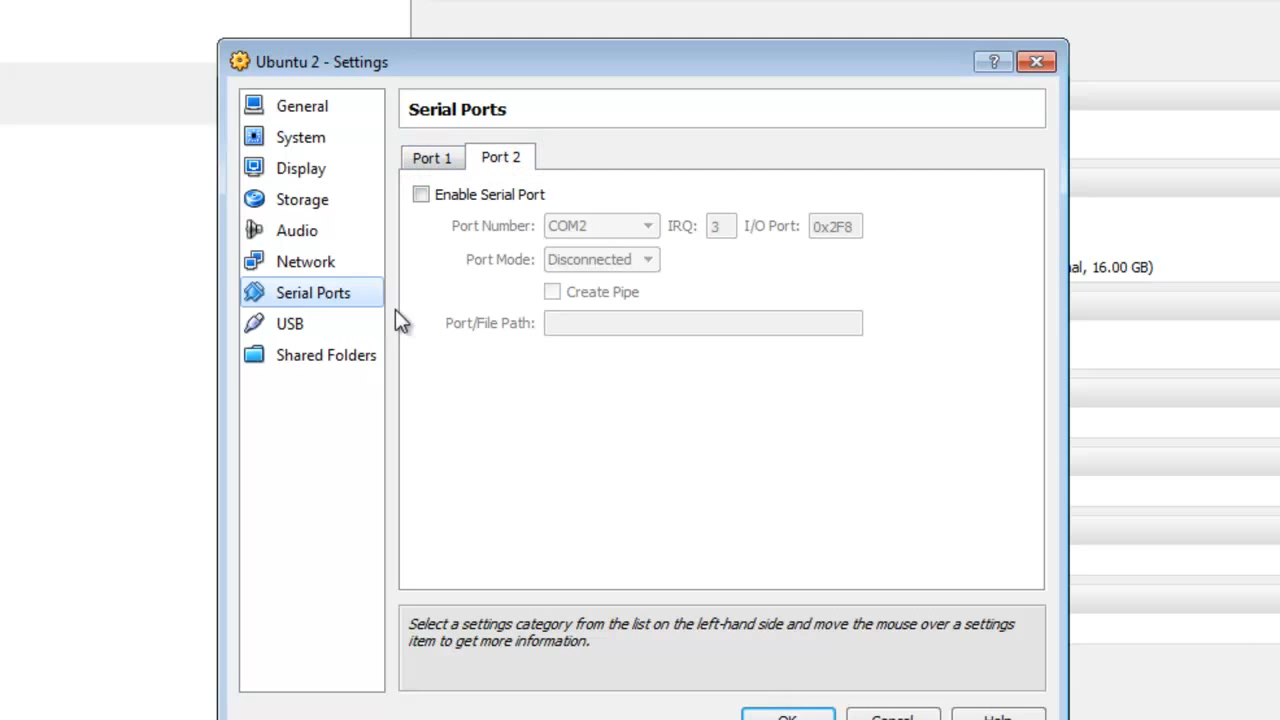 Ubuntu 2 - Settings
?
General
System
Display
Storage
Audio
Network
Serial Ports
USB
Shared Folders
Serial Ports
Port 1 Port 2
Enable Serial Port
Port Number: COM2 IRQ: 3 I/O Port: 0x2F8
Port Mode: Disconnected
Create Pipe
Port/File Path:
Select a settings category from the list on the left-hand side and move the mouse over a settings
item to get more information.
OK Cancel Help
16.00 GB)